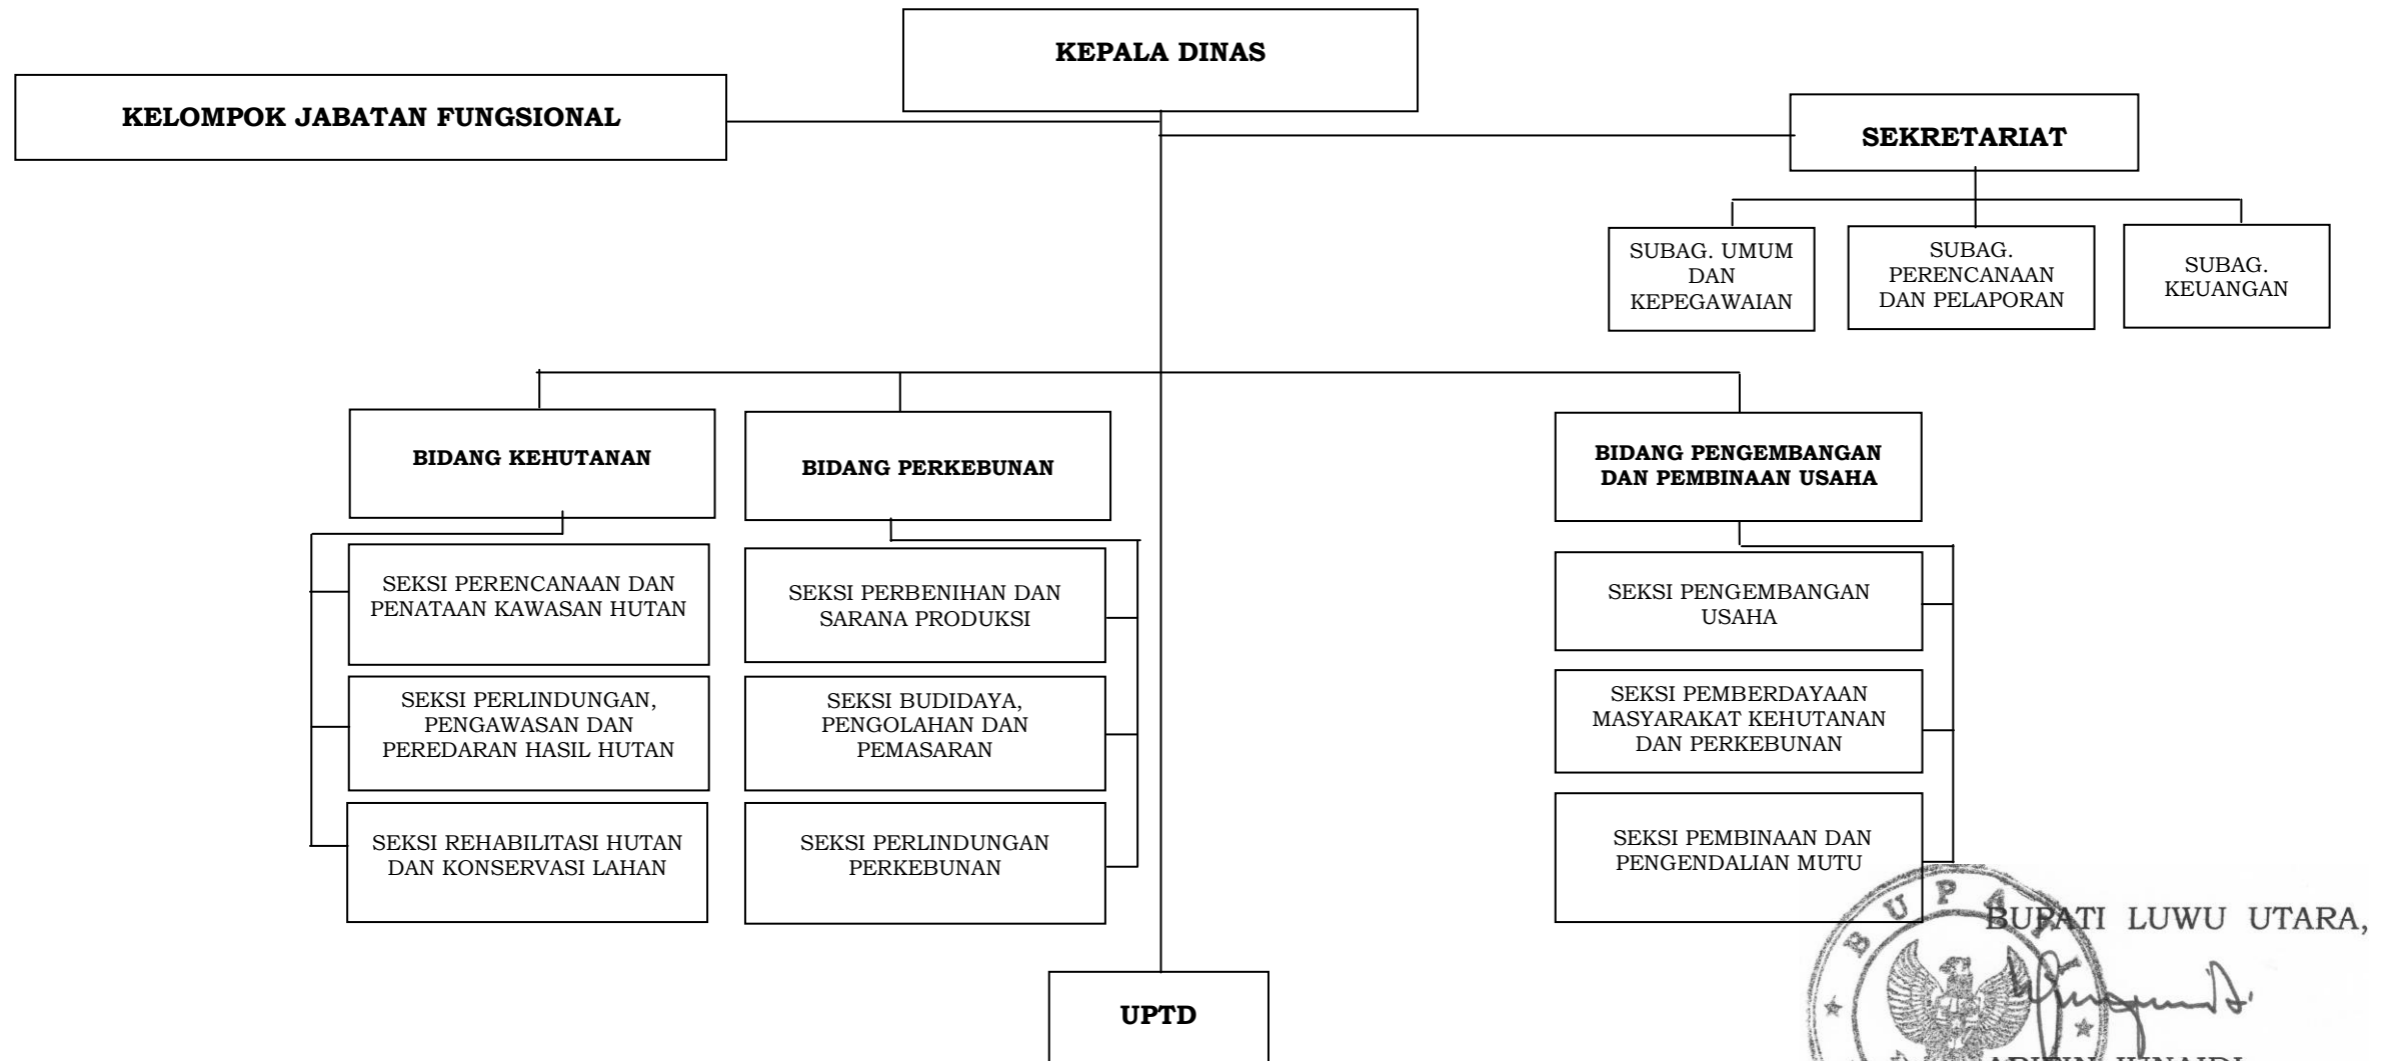 KEPALA DINAS
KELOMPOK JABATAN FUNGSIONAL
SEKRETARIAT
SUBAG. UMUM
DAN
KEPEGAWAIAN
SUBAG.
PERENCANAAN
DAN PELAPORAN
SUBAG.
KEUANGAN
BIDANG KEHUTANAN
SEKSI PERENCANAAN DAN
PENATAAN KAWASAN HUTAN
SEKSI PERLINDUNGAN,
PENGAWASAN DAN
PEREDARAN HASIL HUTAN
SEKSI REHABILITASI HUTAN
DAN KONSERVASI LAHAN
BIDANG PERKEBUNAN
SEKSI PERBENIHAN DAN
SARANA PRODUKSI
SEKSI BUDIDAYA,
PENGOLAHAN DAN
PEMASARAN
SEKSI PERLINDUNGAN
PERKEBUNAN
BIDANG PENGEMBANGAN
DAN PEMBINAAN USAHA
SEKSI PENGEMBANGAN
USAHA
SEKSI PEMBERDAYAAN
MASYARAKAT KEHUTANAN
DAN PERKEBUNAN
SEKSI PEMBINAAN DAN
PENGENDALIAN MUTU
UPTD
BUPATI LUWU UTARA,
BUPATI